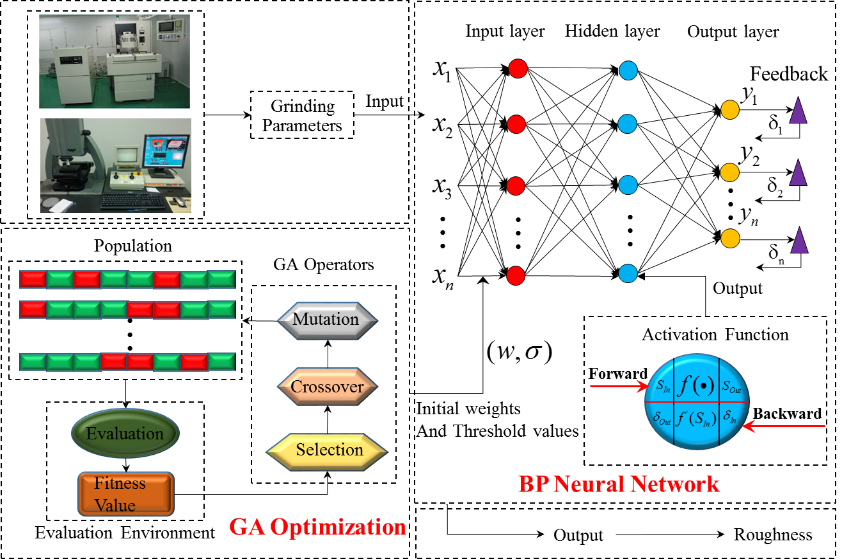 Grinding
Parameters
Input
Input layer
Hidden layer
Output layer
Feedback
x1
x2
x3
xn
y1
y2
yn
δ1
δ2
δn
Output
(w,σ)
Initial weights
And Threshold values
Activation Function
Forward
SIn
f(•)
SOut
δOut
f(SIn)
δIn
Backward
BP Neural Network
Population
GA Operators
Mutation
Crossover
Selection
Evaluation
Fitness
Value
Evaluation Environment
GA Optimization
Output
Roughness